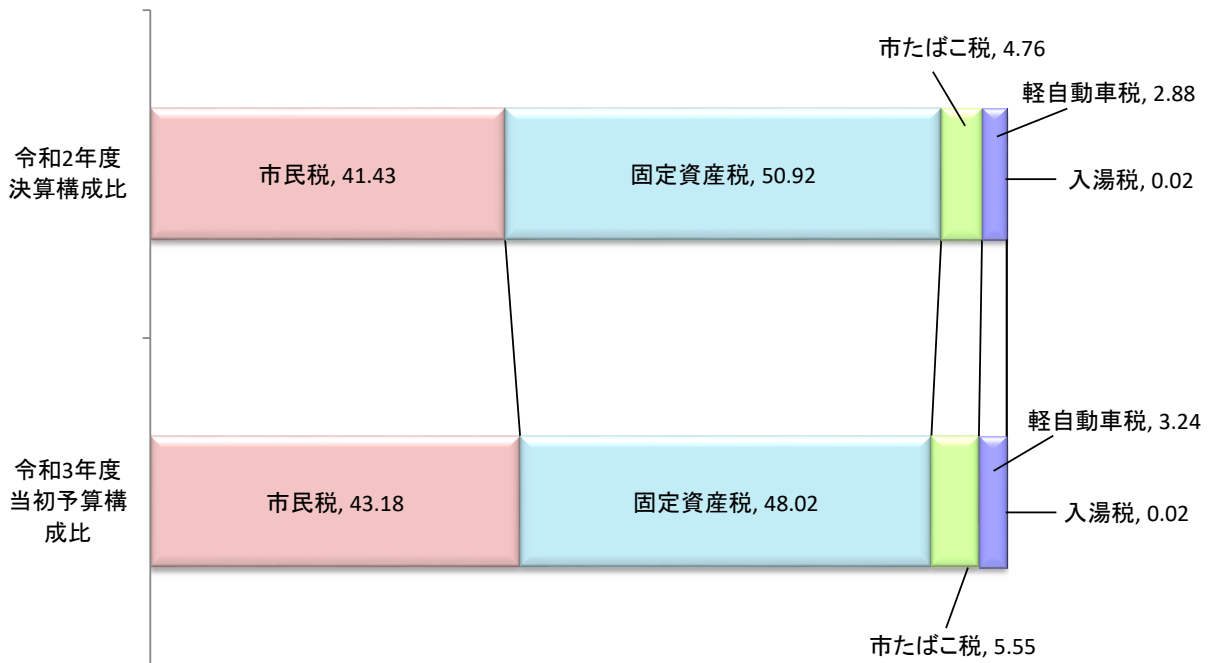 市たばこ税, 4.76
軽自動車税, 2.88
令和2年度
決算構成比
市民税, 41.43
固定資産税, 50.92
入湯税, 0.02
軽自動車税, 3.24
令和3年度
当初予算構
成比
市民税, 43.18
固定資産税, 48.02
入湯税, 0.02
市たばこ税, 5.55